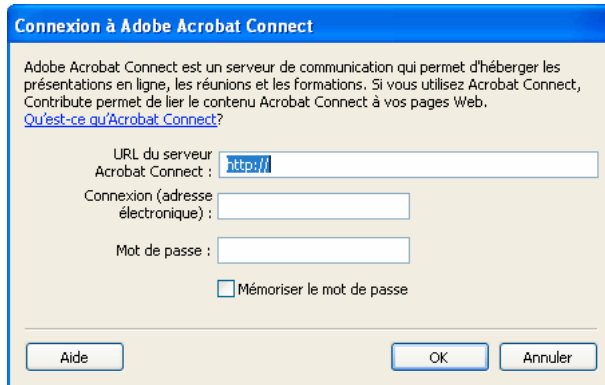 Connexion à Adobe Acrobat Connect
Adobe Acrobat Connect est un serveur de communication qui permet d'héberger les
présentations en ligne, les réunions et les formations. Si vous utilisez Acrobat Connect,
Contribute permet de lier le contenu Acrobat Connect à vos pages Web.
Qu'est-ce qu'Acrobat Connect?
URL du serveur
Acrobat Connect :
http://
Connexion (adresse
électronique) :
Mot de passe :
Mémoriser le mot de passe
Aide
OK
Annuler